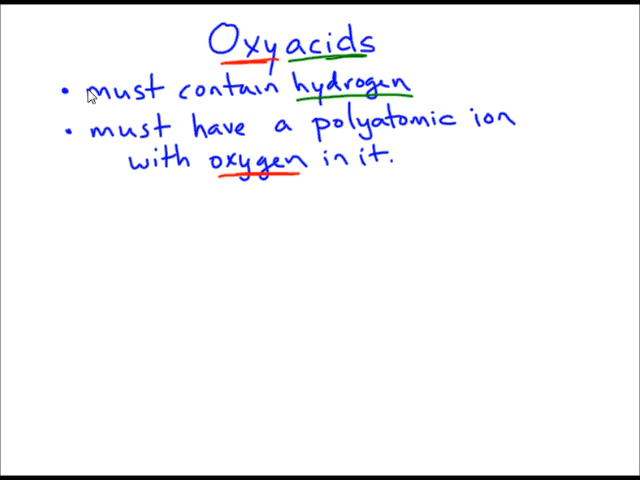 Oxyacids
• must contain hydrogen
• must have a polyatomic ion
with oxygen in it.